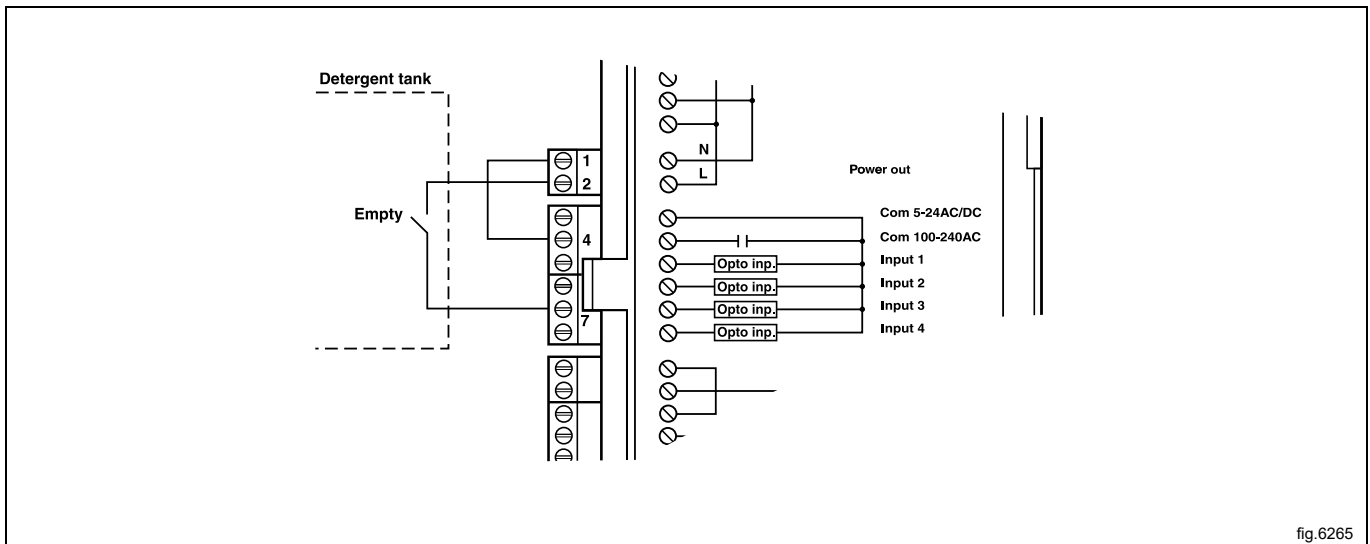 Detergent tank
N
1
Power out
L
2
Com 5-24AC/DC
Empty
Com 100-240AC
4
Opto inp.
Input 1
Opto inp.
Input 2
Opto inp.
Input 3
7
Opto inp.
Input 4
fig.6265